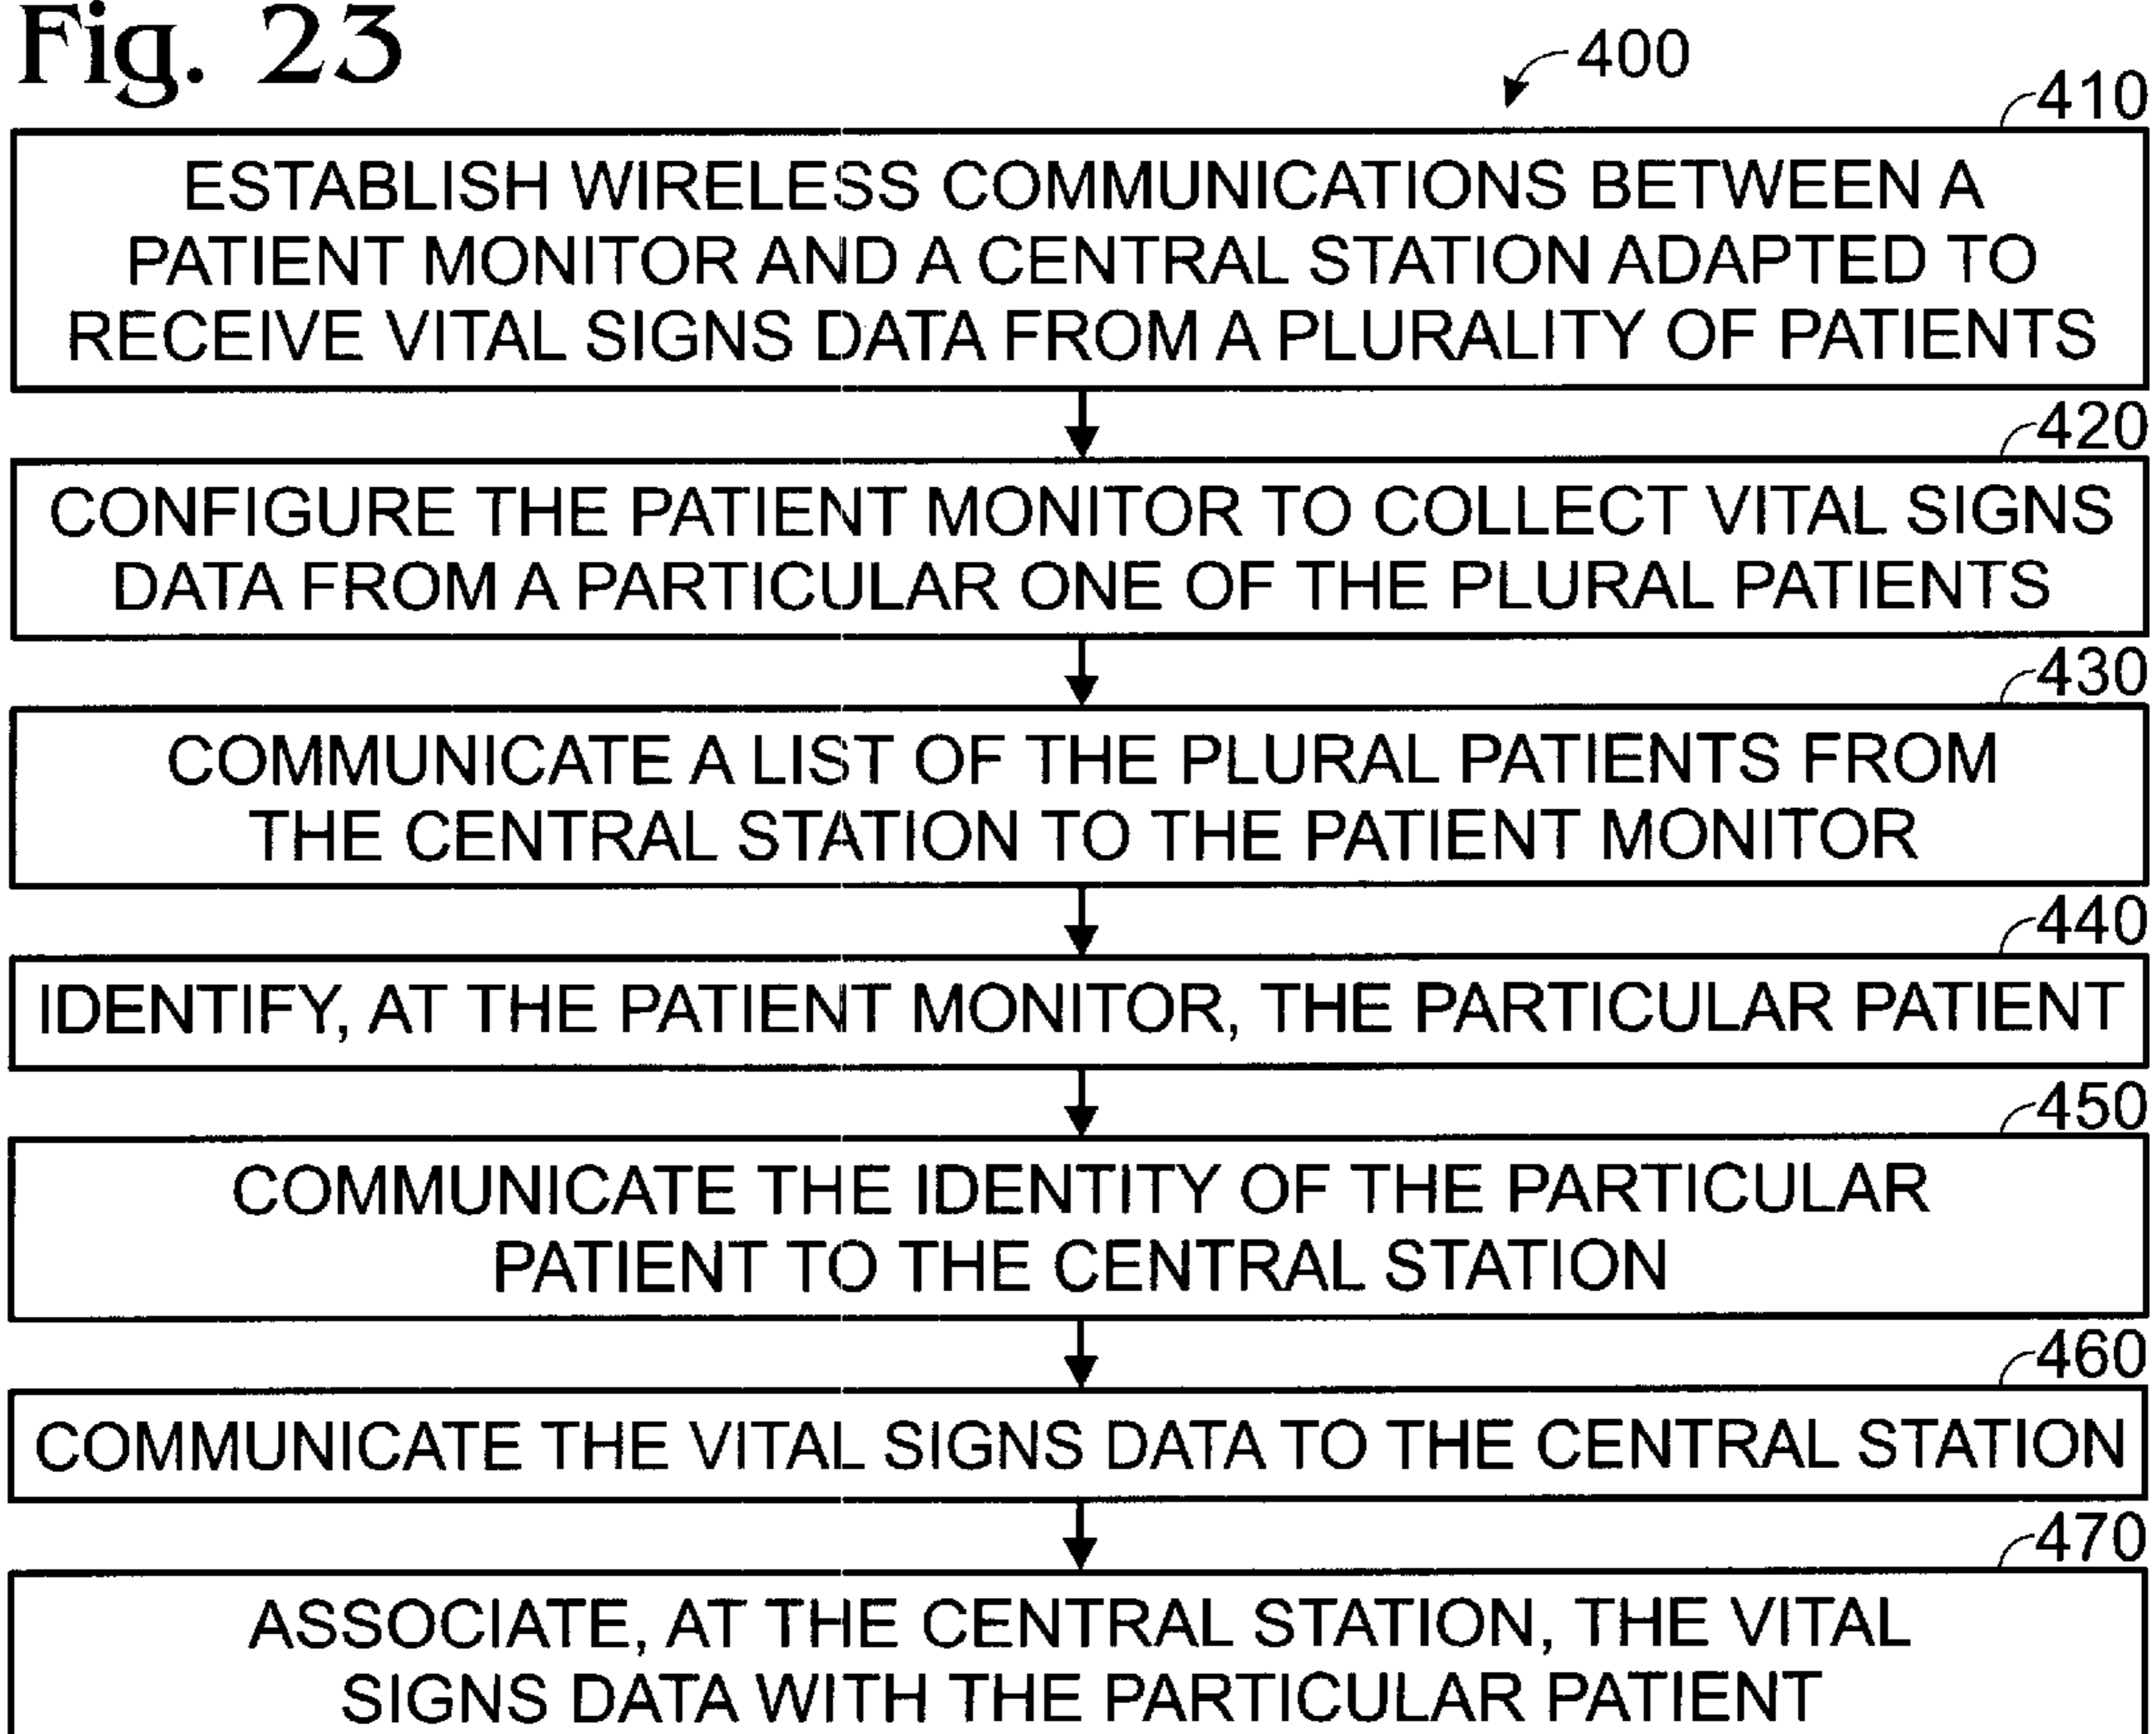 Fig. 23
400
410
ESTABLISH WIRELESS COMMUNICATIONS BETWEEN A
PATIENT MONITOR AND A CENTRAL STATION ADAPTED TO
RECEIVE VITAL SIGNS DATA FROM A PLURALITY OF PATIENTS
420
CONFIGURE THE PATIENT MONITOR TO COLLECT VITAL SIGNS
DATA FROM A PARTICULAR ONE OF THE PLURAL PATIENTS
430
COMMUNICATE A LIST OF THE PLURAL PATIENTS FROM
THE CENTRAL STATION TO THE PATIENT MONITOR
440
IDENTIFY, AT THE PATIENT MONITOR, THE PARTICULAR PATIENT
450
COMMUNICATE THE IDENTITY OF THE PARTICULAR
PATIENT TO THE CENTRAL STATION
460
COMMUNICATE THE VITAL SIGNS DATA TO THE CENTRAL STATION
470
ASSOCIATE, AT THE CENTRAL STATION, THE VITAL
SIGNS DATA WITH THE PARTICULAR PATIENT